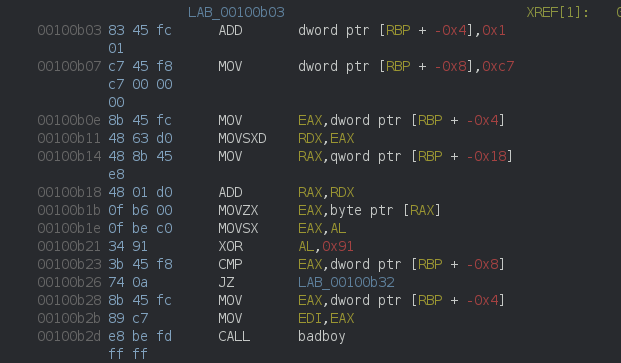 LAB_00100b03 XREF[1]:
00100b03 83 45 fc ADD dword ptr [RBP + -0x4],0x1
01
00100b07 c7 45 f8 MOV dword ptr [RBP + -0x8],0xc7
c7 00 00
00
00100b0e 8b 45 fc MOV EAX,dword ptr [RBP + -0x4]
00100b11 48 63 d0 MOVSXD RDX,EAX
00100b14 48 8b 45 MOV RAX,qword ptr [RBP + -0x18]
e8
00100b18 48 01 d0 ADD RAX,RDX
00100b1b 0f b6 00 MOVZX EAX,byte ptr [RAX]
00100b1e 0f be c0 MOVSX EAX,AL
00100b21 34 91 XOR AL,0x91
00100b23 3b 45 f8 CMP EAX,dword ptr [RBP + -0x8]
00100b26 74 0a JZ LAB_00100b32
00100b28 8b 45 fc MOV EAX,dword ptr [RBP + -0x4]
00100b2b 89 c7 MOV EDI,EAX
00100b2d e8 be fd CALL badboy
ff ff